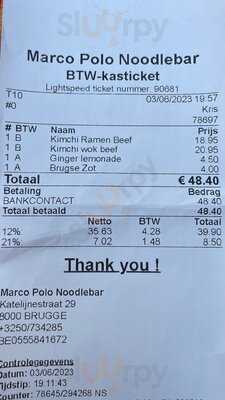 Marco Polo Noodlebar
BTW-kasticket
Lightspeed ticket nummer 90681
T10 03/06/2023 19:57
#0 Kris
78697
# BTW Naam Prijs
1 B Kimchi Ramen Beef 18.95
1 B Kimchi wok beef 20.95
1 A Ginger lemonade 4.50
1 A Brugse Zot 4.00
Totaal € 48.40
Betaling Bedrag
BANKCONTACT 48.40
Totaal betaald 48.40
Netto BTW Totaal
12% 35.63 4.28 39.90
21% 7.02 1.48 8.50
Thank you !
Marco Polo Noodlebar
Katelijnestraat 29
8000 BRUGGE
+3250/734285
BE0555841672
Controlegegevens
Datum: 03/06/2023
Tijdstip: 19:11:43
Counter: 78645/294268 NS